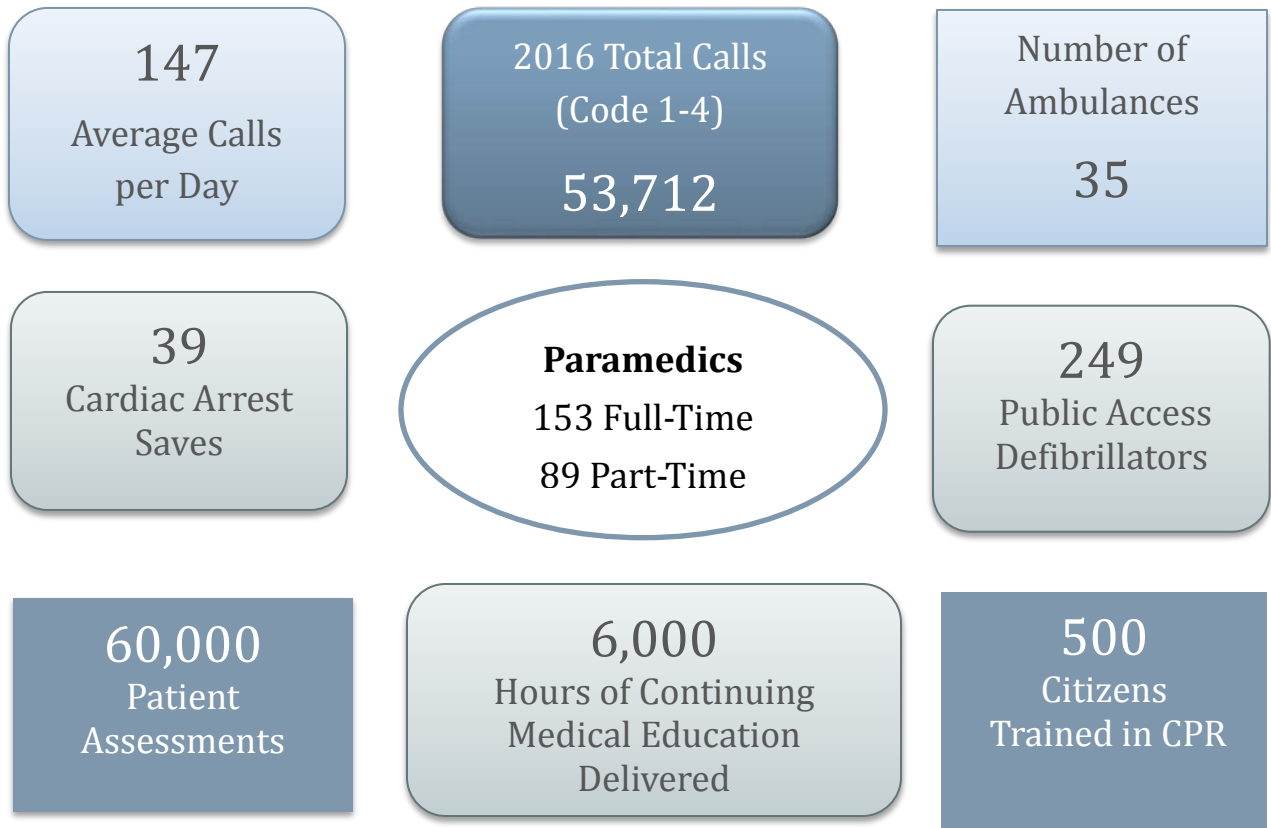 147
Average Calls
per Day
2016 Total Calls
(Code 1-4)
53,712
Number of
Ambulances
35
39
Cardiac Arrest
Saves
Paramedics
153 Full-Time
89 Part-Time
249
Public Access
Defibrillators
60,000
Patient
Assessments
6,000
Hours of Continuing
Medical Education
Delivered
500
Citizens
Trained in CPR